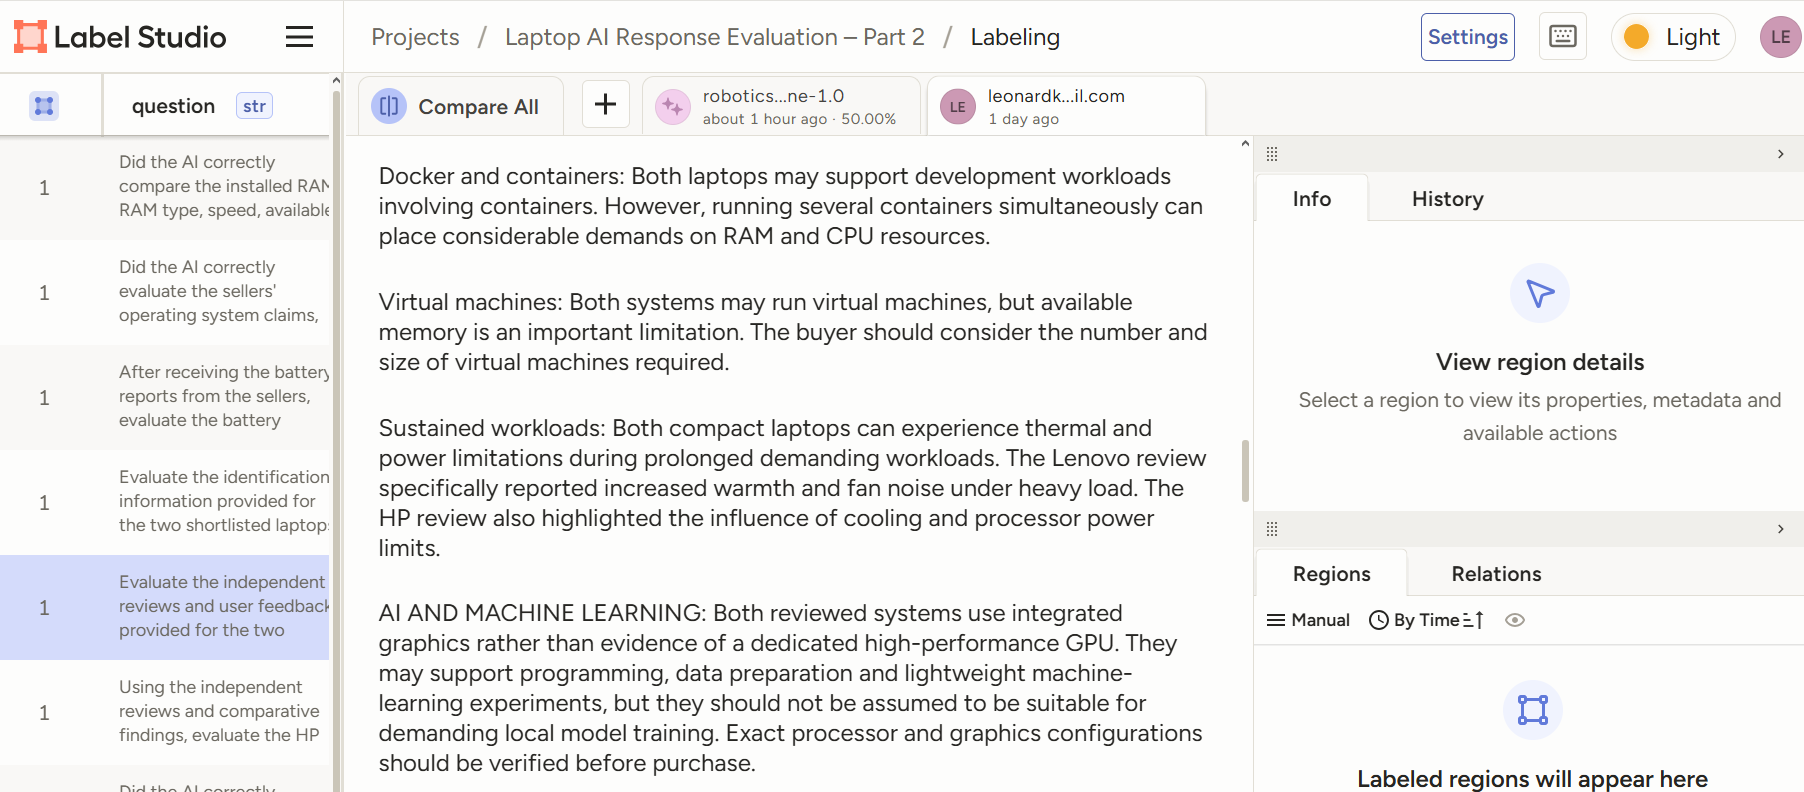 Label Studio
Projects / Laptop AI Response Evaluation – Part 2 / Labeling
Settings
Light
LE
question str
1
Did the AI correctly
compare the installed RAM
RAM type, speed, available
1
Did the AI correctly
evaluate the sellers'
operating system claims,
1
After receiving the battery
reports from the sellers,
evaluate the battery
1
Evaluate the identification
information provided for
the two shortlisted laptop
1
Evaluate the independent
reviews and user feedback
provided for the two
1
Using the independent
reviews and comparative
findings, evaluate the HP
Did the AI correctly
Compare All
robotics...ne-1.0
about 1 hour ago · 50.00%
LE
leonardk...il.com
1 day ago
Docker and containers: Both laptops may support development workloads
involving containers. However, running several containers simultaneously can
place considerable demands on RAM and CPU resources.
Virtual machines: Both systems may run virtual machines, but available
memory is an important limitation. The buyer should consider the number and
size of virtual machines required.
Sustained workloads: Both compact laptops can experience thermal and
power limitations during prolonged demanding workloads. The Lenovo review
specifically reported increased warmth and fan noise under heavy load. The
HP review also highlighted the influence of cooling and processor power
limits.
AI AND MACHINE LEARNING: Both reviewed systems use integrated
graphics rather than evidence of a dedicated high-performance GPU. They
may support programming, data preparation and lightweight machine-
learning experiments, but they should not be assumed to be suitable for
demanding local model training. Exact processor and graphics configurations
should be verified before purchase.
Info
History
View region details
Select a region to view its properties, metadata and
available actions
Regions
Relations
Manual
By Time
Labeled regions will appear here